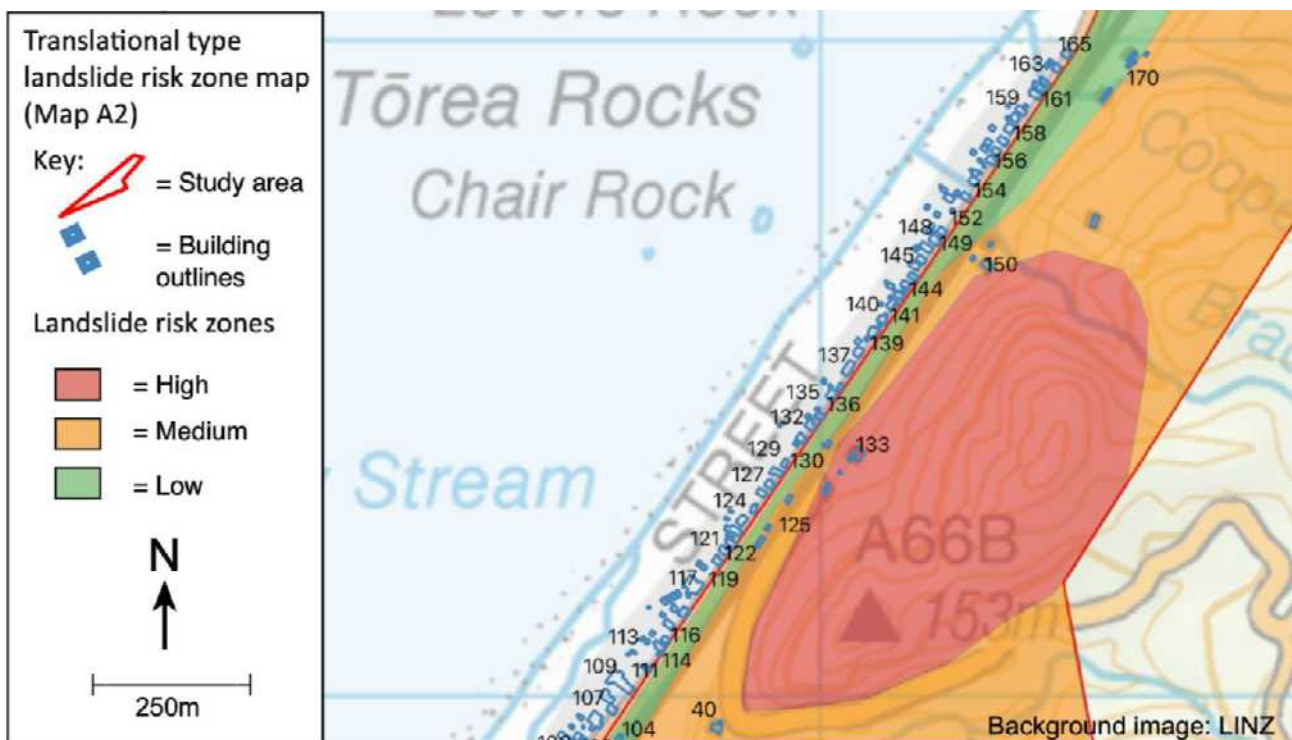 Translational type
landslide risk zone map
(Map A2)
Key:
= Study area
= Building
outlines
Landslide risk zones
= High
= Medium
= Low
N
250m
Tōrea Rocks
Chair Rock
Stream
STREET
A66B
153m
165
163
170
161
159
158
156
154
152
148
149
150
145
144
140
141
139
137
135
136
132
133
129
130
127
124
125
121
122
119
117
116
113
114
111
109
107
104
40
Background image: LINZ